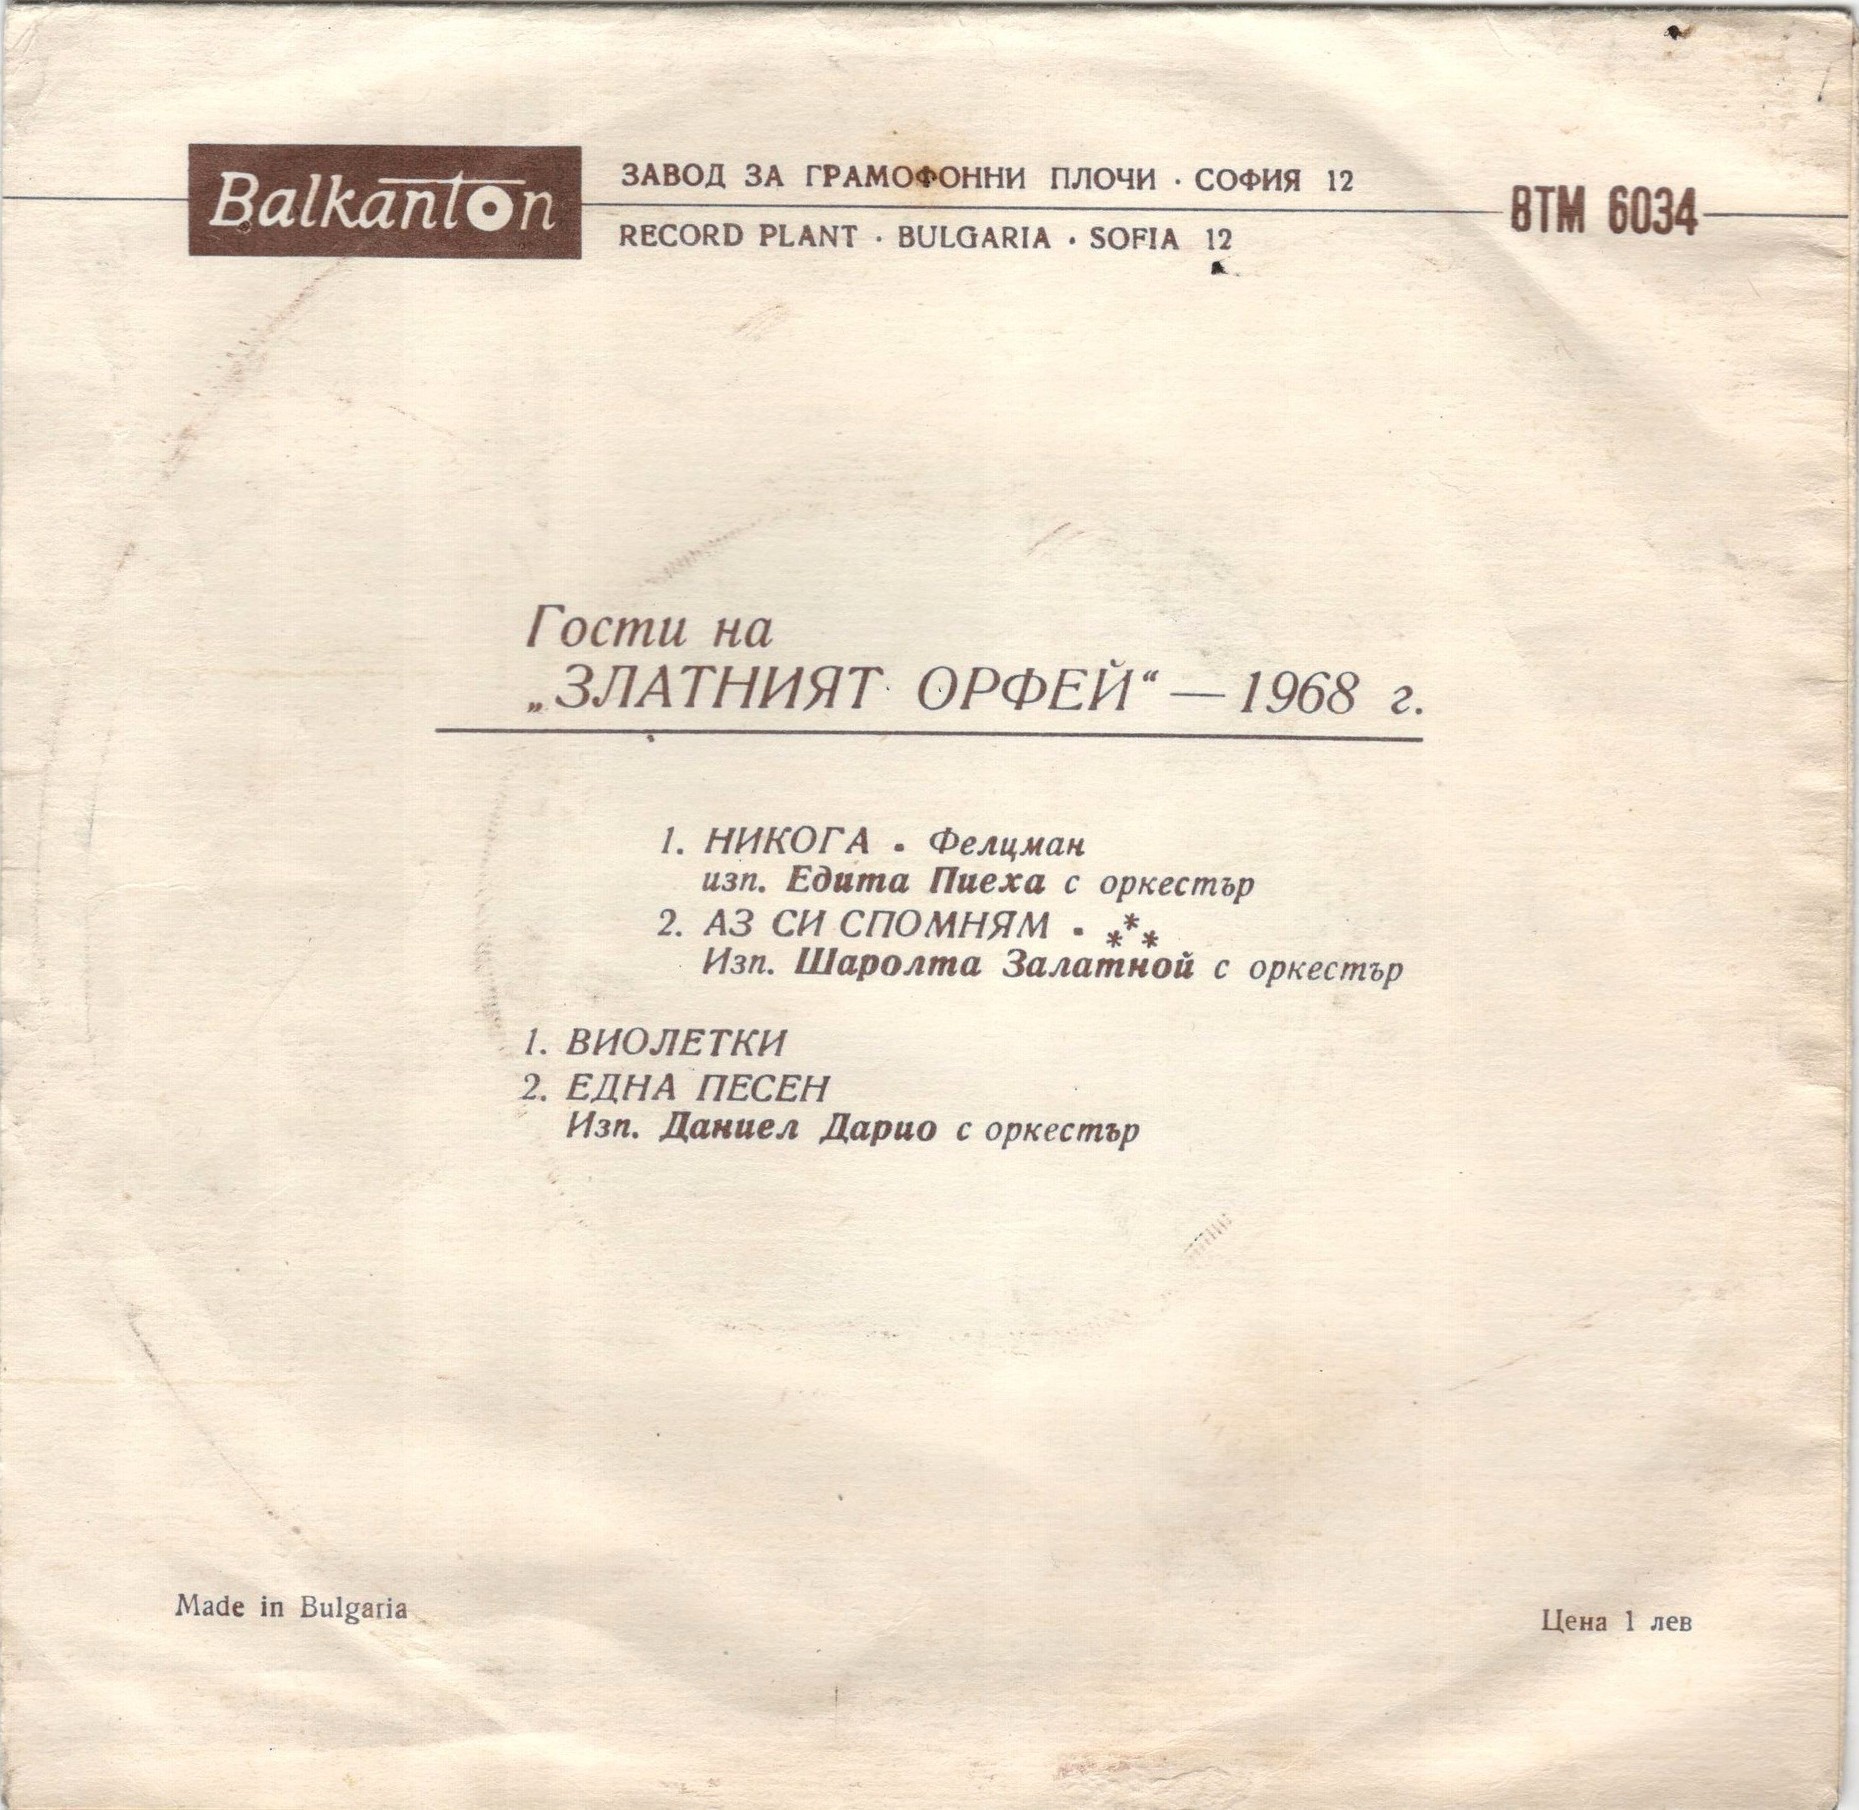 Balkanton
ЗАВОД ЗА ГРАМОФОННИ ПЛОЧИ · СОФИЯ 12
RECORD PLANT · BULGARIA · SOFIA 12
ВТМ 6034
Гости на
„ЗЛАТНИЯТ ОРФЕЙ“ — 1968 г.
1. НИКОГА • Фелцман
изп. Едита Пиеха с оркестър
2. АЗ СИ СПОМНЯМ • ***
Изп. Шаролта Залатной с оркестър
1. ВИОЛЕТКИ
2. ЕДНА ПЕСЕН
Изп. Даниел Дарио с оркестър
Made in Bulgaria
Цена 1 лев